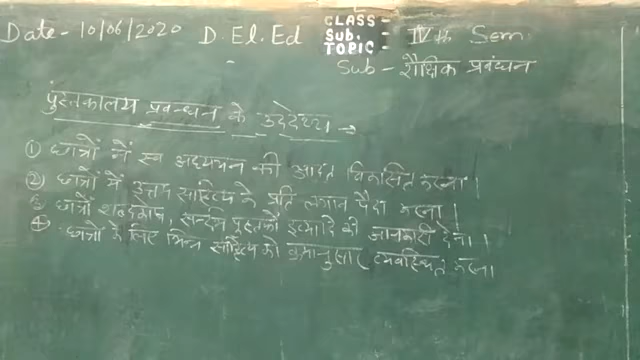 Date- 10/06/2020 D.El.Ed CLASS- IVth Sem.
Sub.-
TOPIC-
Sub - शैक्षिक प्रबंधन
पुस्तकालय प्रबन्धन के उद्देश्य →
① छात्रों में स्व अध्ययन की आदत विकसित करना।
② छात्रों में उत्तम साहित्य के प्रति लगाव पैदा करना।
3 छात्रों शब्दकोष, सन्दर्भ पुस्तकों इत्यादि की जानकारी देना।
④ छात्रों के लिए भिन्न साहित्य को क्रमानुसार व्यवस्थित करना